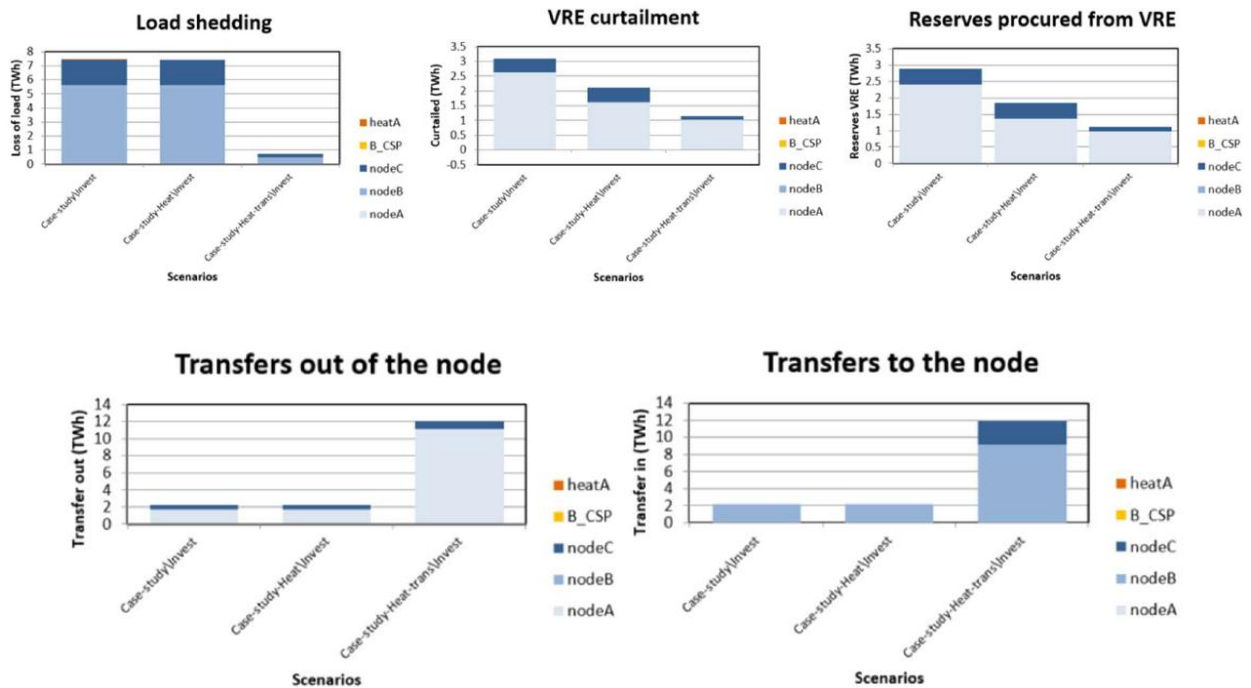 Load shedding
Loss of load (TWh)
8
7
6
5
4
3
2
1
0
Case-study\Invest
Case-study-Heat\Invest
Case-study-Heat-trans\Invest
Scenarios
heatA
B_CSP
nodeC
nodeB
nodeA
VRE curtailment
Curtailed (TWh)
3.5
3
2.5
2
1.5
1
0.5
0
-0.5
Case-study\Invest
Case-study-Heat\Invest
Case-study-Heat-trans\Invest
Scenarios
heatA
B_CSP
nodeC
nodeB
nodeA
Reserves procured from VRE
Reserves VRE (TWh)
3.5
3
2.5
2
1.5
1
0.5
0
Case-study\Invest
Case-study-Heat\Invest
Case-study-Heat-trans\Invest
Scenarios
heatA
B_CSP
nodeC
nodeB
nodeA
Transfers out of the node
Transfer out (TWh)
14
12
10
8
6
4
2
0
Case-study\Invest
Case-study-Heat\Invest
Case-study-Heat-trans\Invest
Scenarios
heatA
B_CSP
nodeC
nodeB
nodeA
Transfers to the node
Transfer in (TWh)
14
12
10
8
6
4
2
0
Case-study\Invest
Case-study-Heat\Invest
Case-study-Heat-trans\Invest
Scenarios
heatA
B_CSP
nodeC
nodeB
nodeA